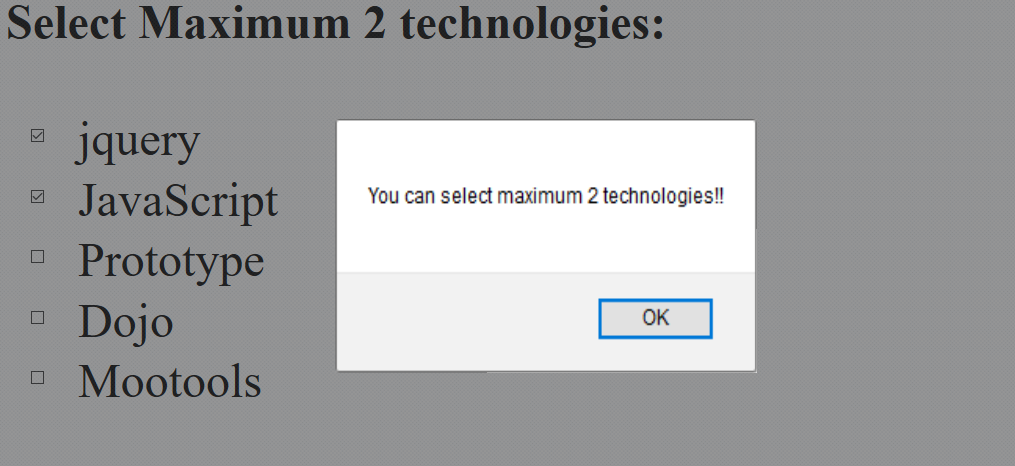 Select Maximum 2 technologies:
jquery
JavaScript
Prototype
Dojo
Mootools
You can select maximum 2 technologies!!
OK